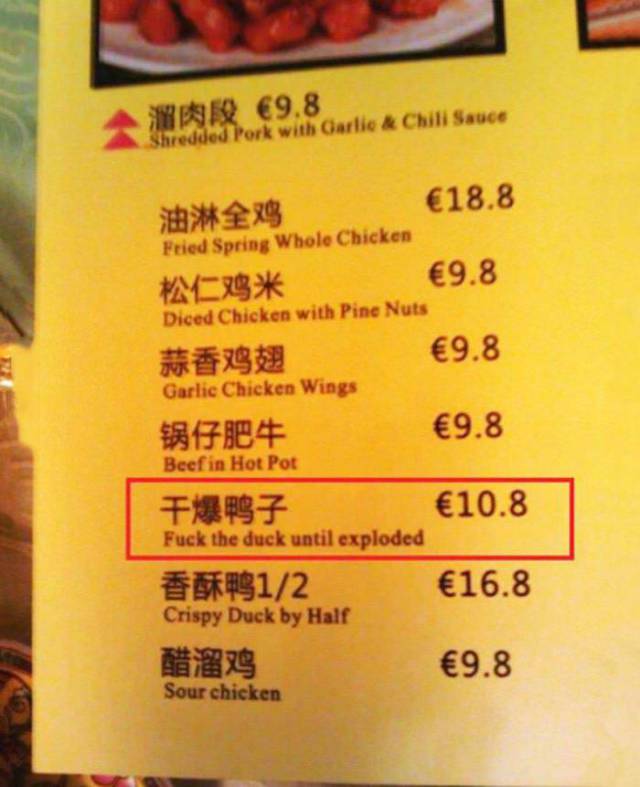 溜肉段 €9.8
Shredded Pork with Garlic & Chili Sauce
油淋全鸡 €18.8
Fried Spring Whole Chicken
松仁鸡米 €9.8
Diced Chicken with Pine Nuts
蒜香鸡翅 €9.8
Garlic Chicken Wings
锅仔肥牛 €9.8
Beef in Hot Pot
干爆鸭子 €10.8
Fuck the duck until exploded
香酥鸭1/2 €16.8
Crispy Duck by Half
醋溜鸡 €9.8
Sour chicken